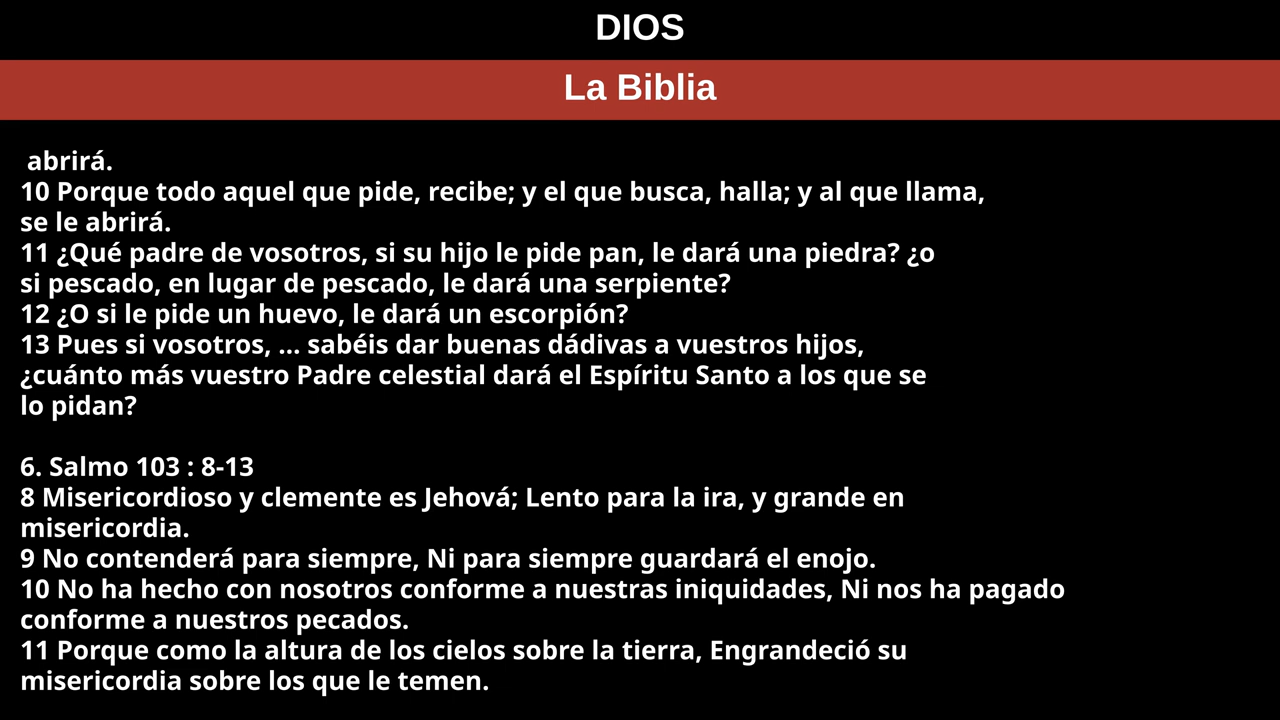 DIOS
La Biblia
abrirá.
10 Porque todo aquel que pide, recibe; y el que busca, halla; y al que llama,
se le abrirá.
11 ¿Qué padre de vosotros, si su hijo le pide pan, le dará una piedra? ¿o
si pescado, en lugar de pescado, le dará una serpiente?
12 ¿O si le pide un huevo, le dará un escorpión?
13 Pues si vosotros, ... sabéis dar buenas dádivas a vuestros hijos,
¿cuánto más vuestro Padre celestial dará el Espíritu Santo a los que se
lo pidan?
6. Salmo 103 : 8-13
8 Misericordioso y clemente es Jehová; Lento para la ira, y grande en
misericordia.
9 No contenderá para siempre, Ni para siempre guardará el enojo.
10 No ha hecho con nosotros conforme a nuestras iniquidades, Ni nos ha pagado
conforme a nuestros pecados.
11 Porque como la altura de los cielos sobre la tierra, Engrandeció su
misericordia sobre los que le temen.